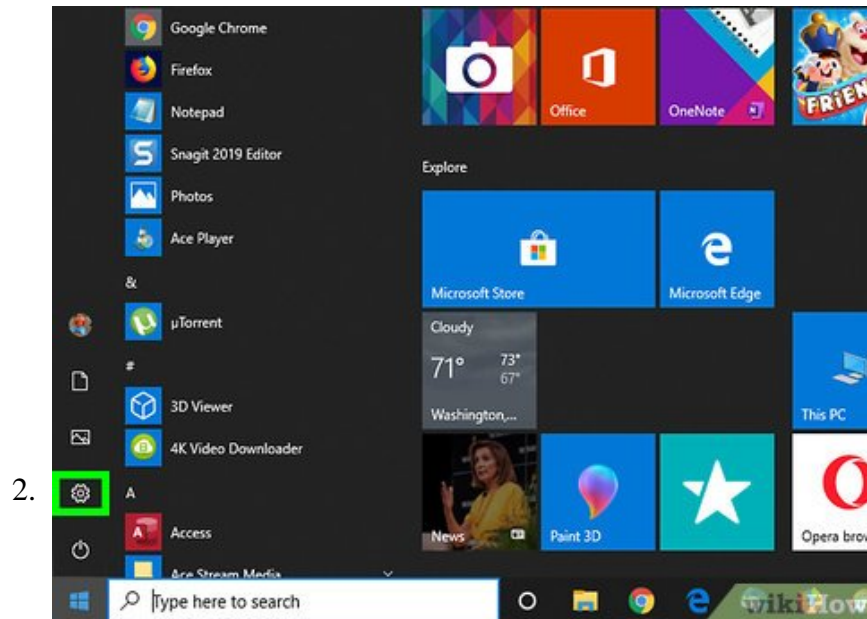 Google Chrome
Firefox
Notepad
Snagit 2019 Editor
Photos
Ace Player
&
µTorrent
#
3D Viewer
4K Video Downloader
A
Access
Ace Stream Media
Office
OneNote
FRIEN
Explore
Microsoft Store
Microsoft Edge
Cloudy
71° 73°
67°
Washington,...
This PC
News
Paint 3D
Opera brow
2.
Type here to search
wikiHow